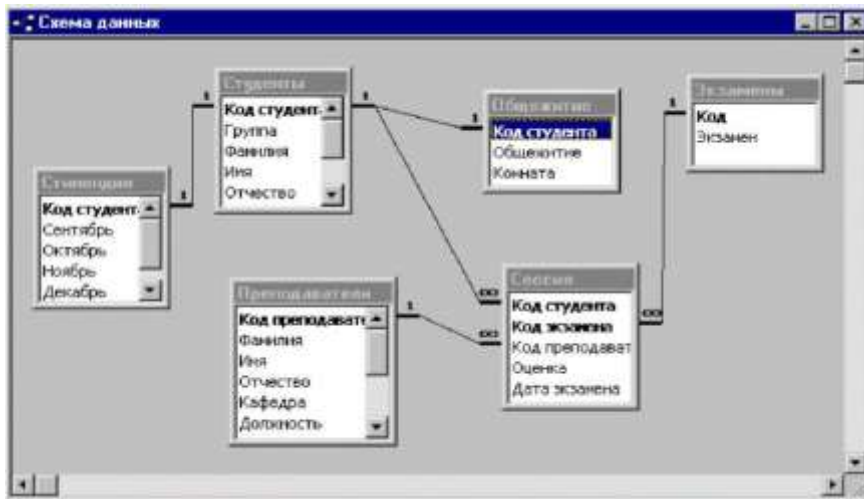 Схема данных
Студенты
Код студент
Группа
Фамилия
Имя
Отчество
1
1
Общежитие
Код студента
Общежитие
Комната
1
Экзамены
Код
Экзамен
1
Стипендия
Код студент
Сентябрь
Октябрь
Ноябрь
Декабрь
1
Преподаватели
Код преподавате
Фамилия
Имя
Отчество
Кафедра
Должность
1
Сессия
Код студента
Код экзамена
Код преподават
Оценка
Дата экзамена
∞
∞
∞